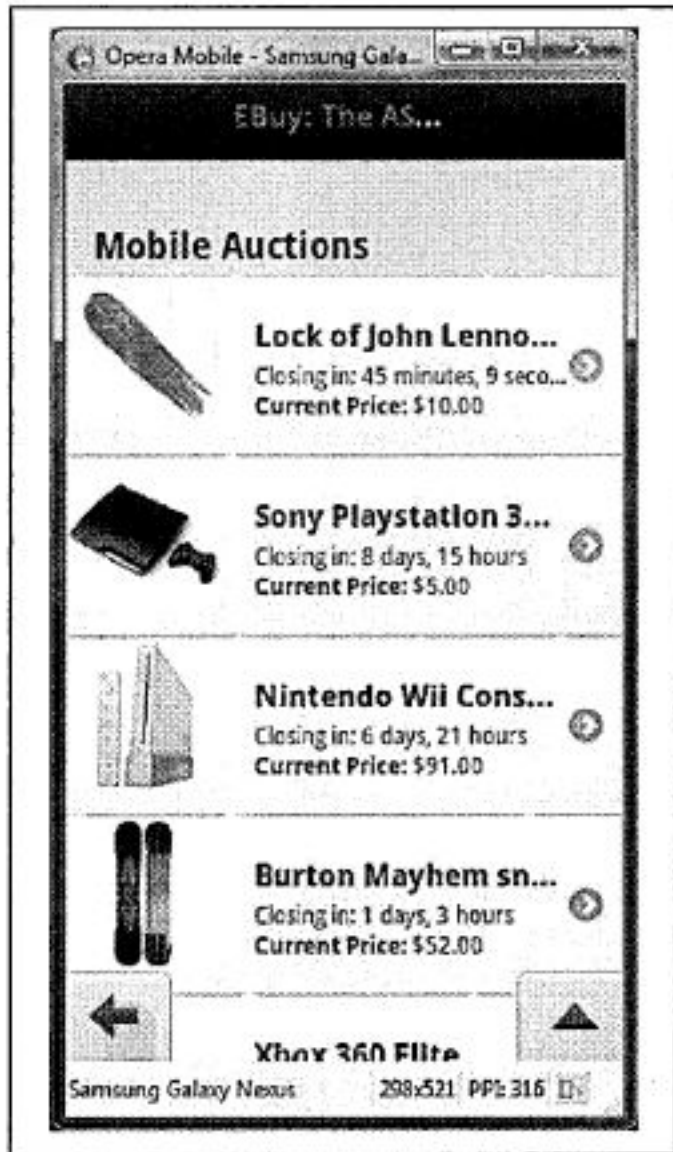 Opera Mobile - Samsung Gala...
EBuy: The AS...
Mobile Auctions
Lock of John Lenno...
Closing in: 45 minutes, 9 seco...
Current Price: $10.00
Sony Playstation 3...
Closing in: 8 days, 15 hours
Current Price: $5.00
Nintendo Wii Cons...
Closing in: 6 days, 21 hours
Current Price: $91.00
Burton Mayhem sn...
Closing in: 1 days, 3 hours
Current Price: $52.00
Xbox 360 Elite
Samsung Galaxy Nexus 298x521 PPI: 316